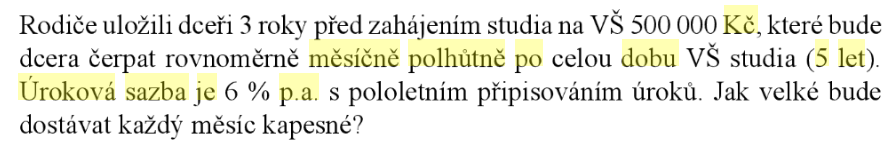 Rodiče uložili dceři 3 roky před zahájením studia na VŠ 500 000 Kč, které bude
dcera čerpat rovnoměrně měsíčně polhůtně po celou dobu VŠ studia (5 let).
Úroková sazba je 6 % p.a. s pololetním připisováním úroků. Jak velké bude
dostávat každý měsíc kapesné?